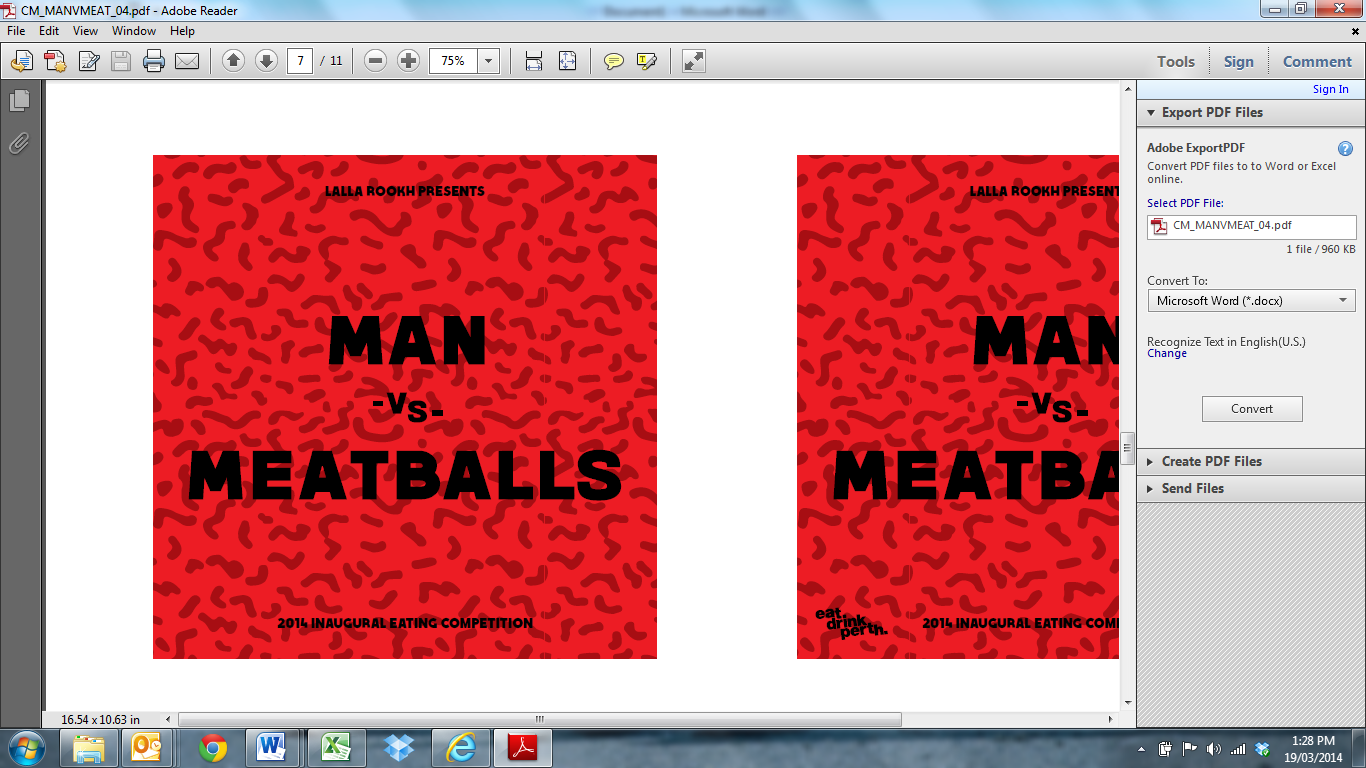 CM_MANVMEAT_04.pdf - Adobe Reader
File Edit View Window Help
7 / 11 75% Tools Sign Comment
Sign In
Export PDF Files
Adobe ExportPDF
Convert PDF files to to Word or Excel
online.
Select PDF File:
CM_MANVMEAT_04.pdf
1 file / 960 KB
Convert To:
Microsoft Word (*.docx)
Recognize Text in English(U.S.)
Change
Convert
Create PDF Files
Send Files
LALLA ROOKH PRESENTS
MAN
-VS-
MEATBALLS
2014 INAUGURAL EATING COMPETITION
LALLA ROOKH PRESENT
MAN
-VS-
MEATBA
eat.
drink
perth.
2014 INAUGURAL EATING COMP
16.54 x 10.63 in
1:28 PM
19/03/2014